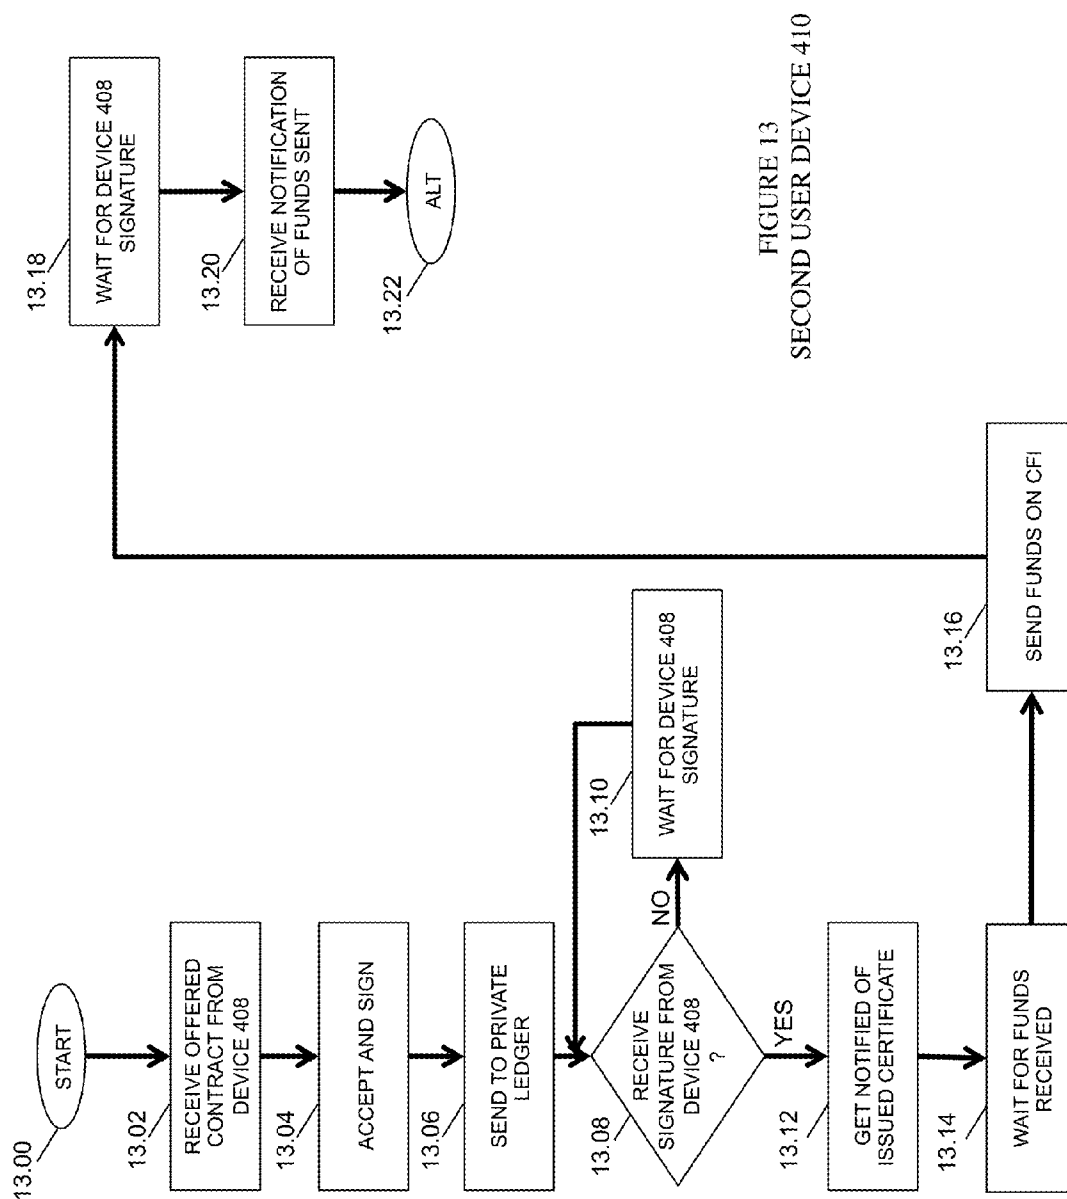 13.00
START
13.02
RECEIVE OFFERED
CONTRACT FROM
DEVICE 408
13.04
ACCEPT AND SIGN
13.06
SEND TO PRIVATE
LEDGER
13.08
RECEIVE
SIGNATURE FROM
DEVICE 408
?
NO
13.10
WAIT FOR DEVICE 408
SIGNATURE
YES
13.12
GET NOTIFIED OF
ISSUED CERTIFICATE
13.14
WAIT FOR FUNDS
RECEIVED
13.16
SEND FUNDS ON CFI
13.18
WAIT FOR DEVICE 408
SIGNATURE
13.20
RECEIVE NOTIFICATION
OF FUNDS SENT
13.22
ALT
FIGURE 13
SECOND USER DEVICE 410